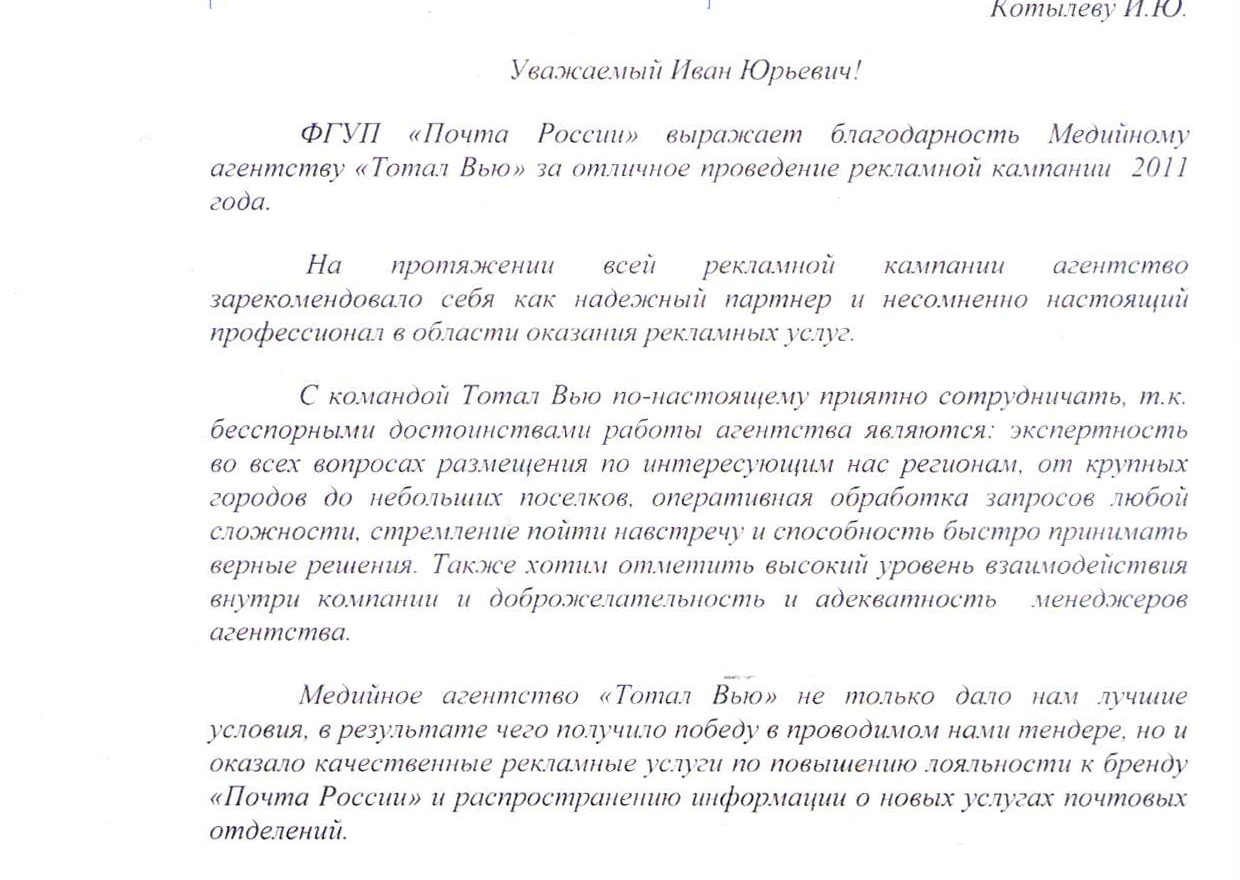 Котылеву И.Ю.
Уважаемый Иван Юрьевич!
ФГУП «Почта России» выражает благодарность Медийному
агентству «Тотал Вью» за отличное проведение рекламной кампании 2011
года.
На протяжении всей рекламной кампании агентство
зарекомендовало себя как надежный партнер и несомненно настоящий
профессионал в области оказания рекламных услуг.
С командой Тотал Вью по-настоящему приятно сотрудничать, т.к.
бесспорными достоинствами работы агентства являются: экспертность
во всех вопросах размещения по интересующим нас регионам, от крупных
городов до небольших поселков, оперативная обработка запросов любой
сложности, стремление пойти навстречу и способность быстро принимать
верные решения. Также хотим отметить высокий уровень взаимодействия
внутри компании и доброжелательность и адекватность менеджеров
агентства.
Медийное агентство «Тотал Вью» не только дало нам лучшие
условия, в результате чего получило победу в проводимом нами тендере, но и
оказало качественные рекламные услуги по повышению лояльности к бренду
«Почта России» и распространению информации о новых услугах почтовых
отделений.